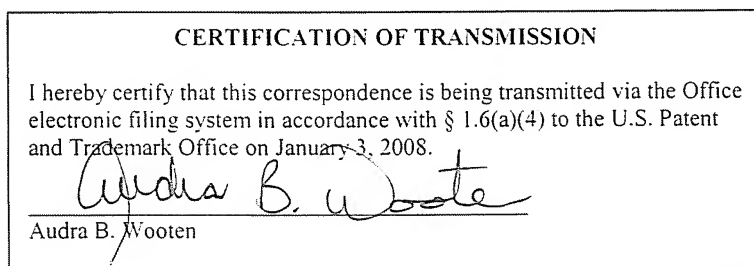 CERTIFICATION OF TRANSMISSION
I hereby certify that this correspondence is being transmitted via the Office
electronic filing system in accordance with § 1.6(a)(4) to the U.S. Patent
and Trademark Office on January 3, 2008.
Audra B. Wooten
Audra B. Wooten